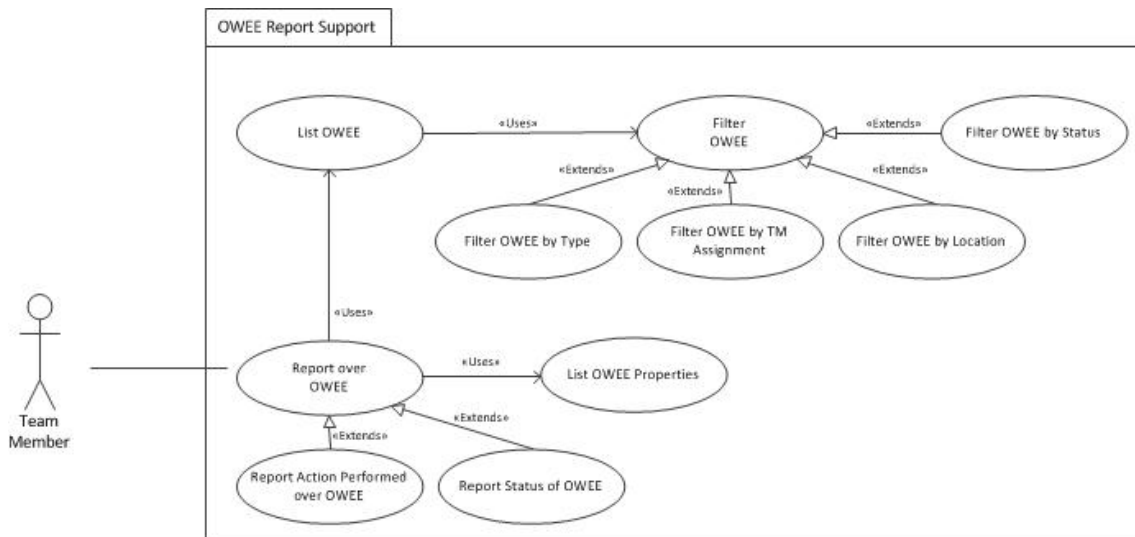 OWEE Report Support
List OWEE
«Uses»
Filter
OWEE
«Extends»
Filter OWEE by Status
«Extends»
«Extends»
«Extends»
Filter OWEE by Type
Filter OWEE by TM
Assignment
Filter OWEE by Location
«Uses»
Report over
OWEE
«Uses»
List OWEE Properties
Team
Member
«Extends»
«Extends»
Report Action Performed
over OWEE
Report Status of OWEE